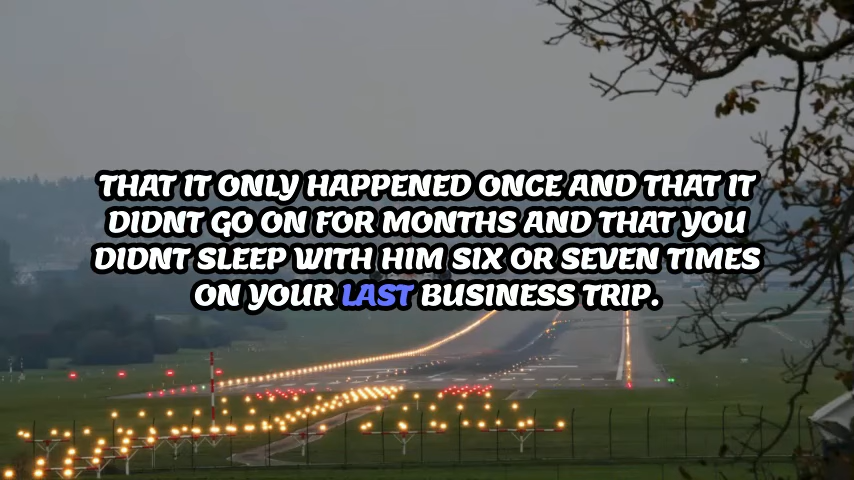 THAT IT ONLY HAPPENED ONCE AND THAT IT
DIDNT GO ON FOR MONTHS AND THAT YOU
DIDNT SLEEP WITH HIM SIX OR SEVEN TIMES
ON YOUR LAST BUSINESS TRIP.